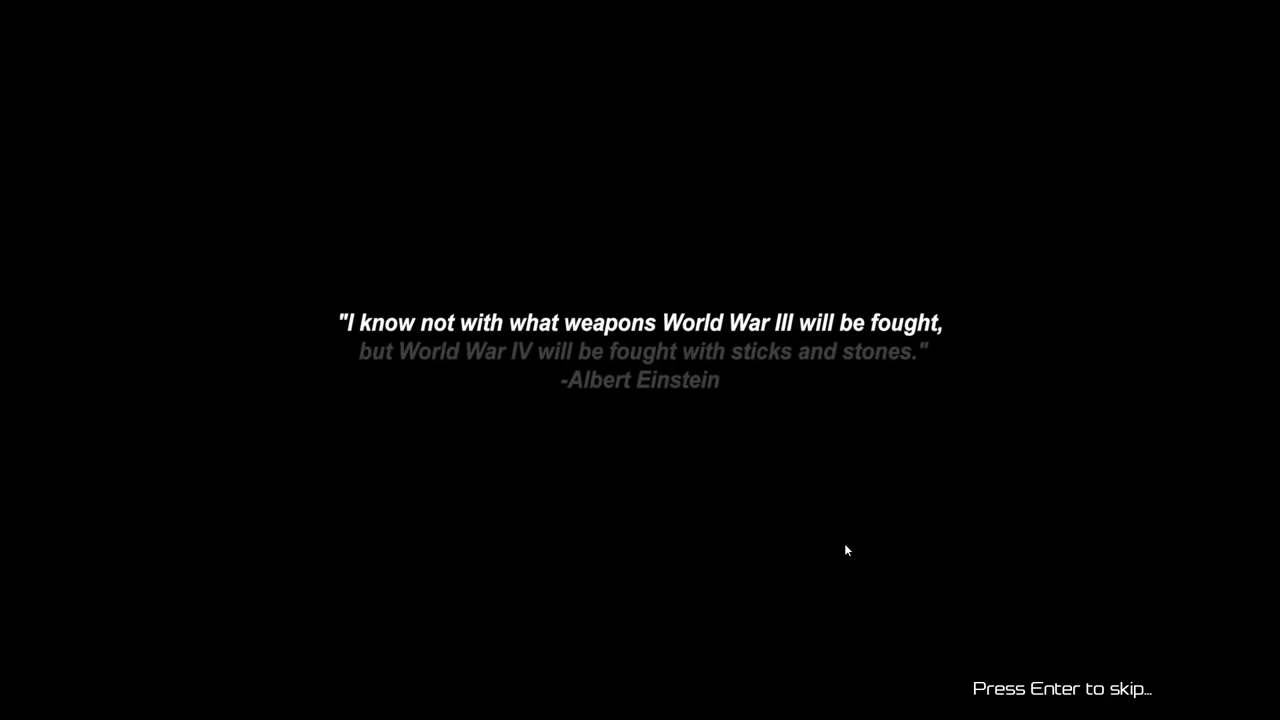 "I know not with what weapons World War III will be fought,
but World War IV will be fought with sticks and stones."
-Albert Einstein
Press Enter to skip...